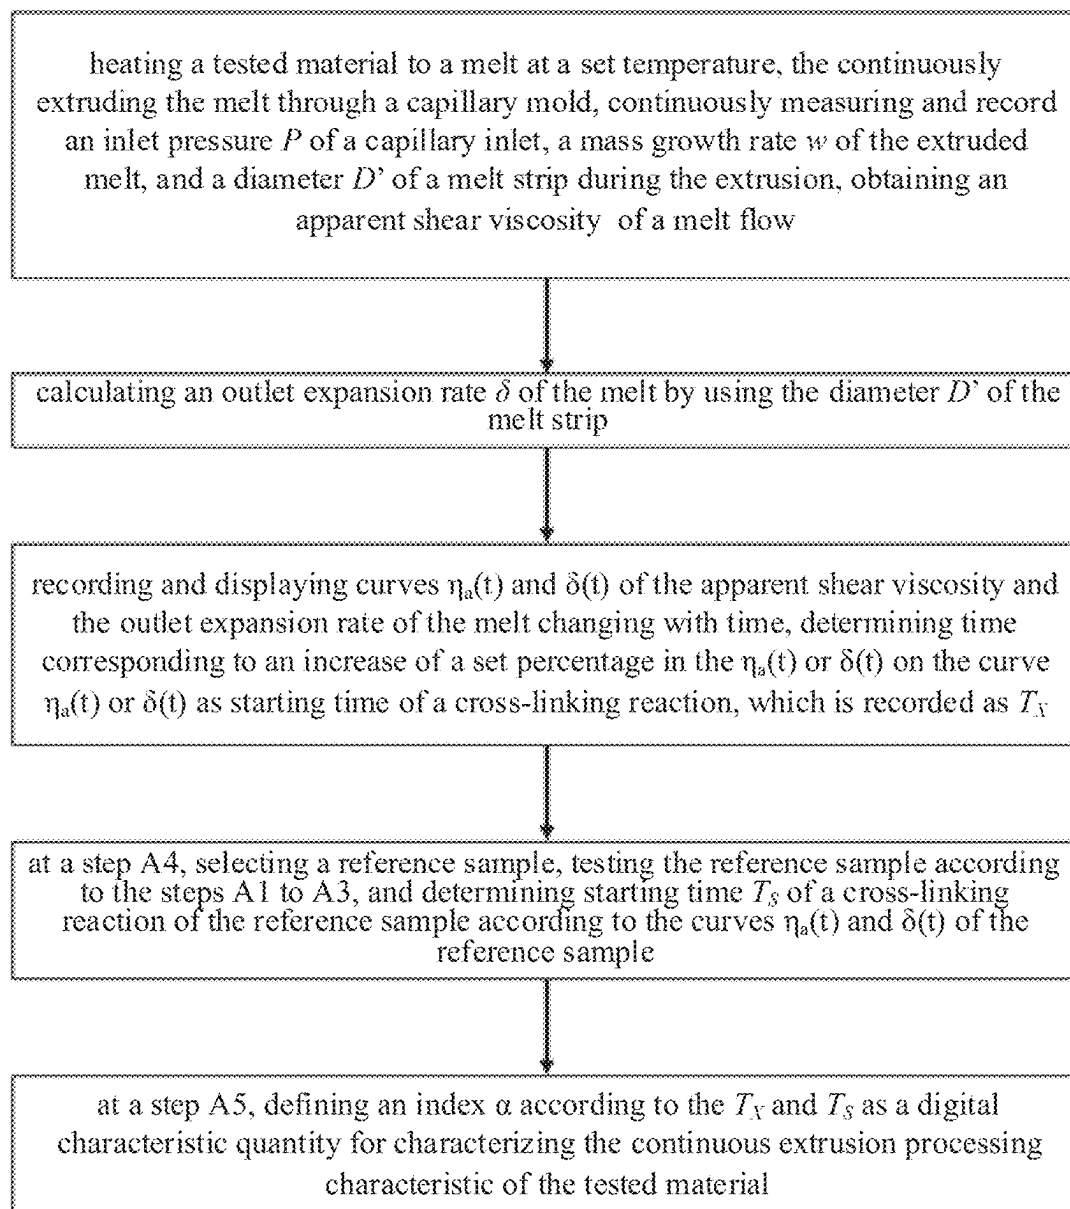 heating a tested material to a melt at a set temperature, the continuously
extruding the melt through a capillary mold, continuously measuring and record
an inlet pressure P of a capillary inlet, a mass growth rate w of the extruded
melt, and a diameter D’ of a melt strip during the extrusion, obtaining an
apparent shear viscosity of a melt flow
calculating an outlet expansion rate δ of the melt by using the diameter D’ of the
melt strip
recording and displaying curves ηₐ(t) and δ(t) of the apparent shear viscosity and
the outlet expansion rate of the melt changing with time, determining time
corresponding to an increase of a set percentage in the ηₐ(t) or δ(t) on the curve
ηₐ(t) or δ(t) as starting time of a cross-linking reaction, which is recorded as T_X
at a step A4, selecting a reference sample, testing the reference sample according
to the steps A1 to A3, and determining starting time T_S of a cross-linking
reaction of the reference sample according to the curves ηₐ(t) and δ(t) of the
reference sample
at a step A5, defining an index α according to the T_X and T_S as a digital
characteristic quantity for characterizing the continuous extrusion processing
characteristic of the tested material